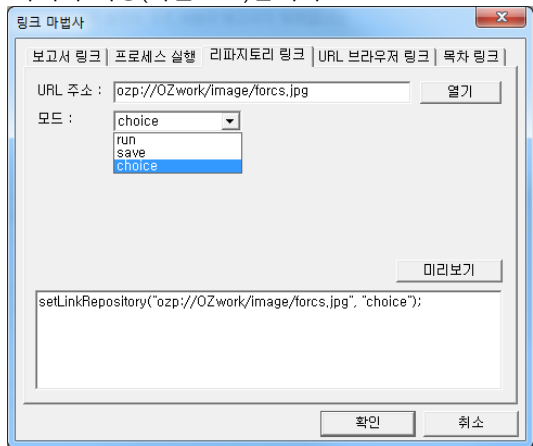 링크 마법사
보고서 링크 프로세스 실행 리파지토리 링크 URL 브라우저 링크 목차 링크
URL 주소 : ozp://OZwork/image/forcs.jpg 열기
모드 : choice
run
save
choice
미리보기
setLinkRepository("ozp://OZwork/image/forcs.jpg", "choice");
확인 취소